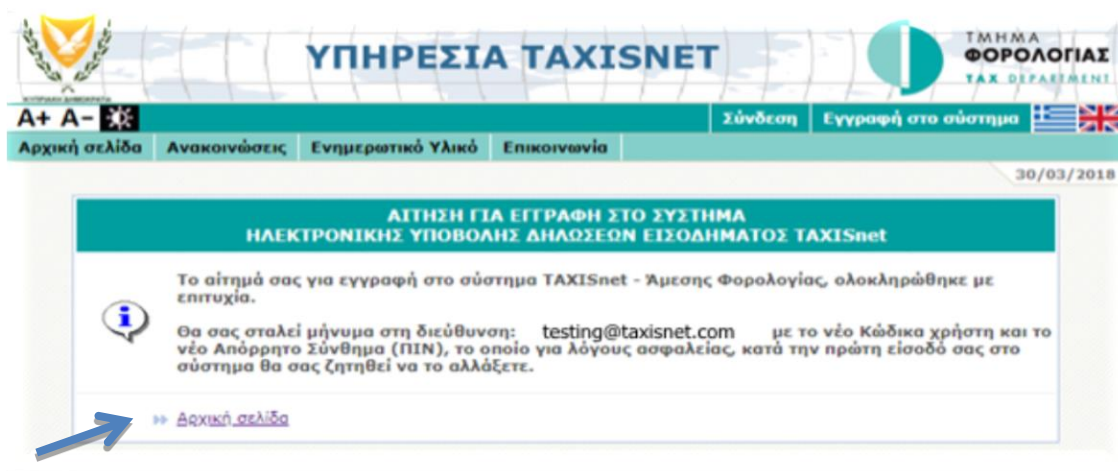 ΥΠΗΡΕΣΙΑ TAXISNET
ΤΜΗΜΑ
ΦΟΡΟΛΟΓΙΑΣ
TAX DEPARTMENT
ΚΥΠΡΙΑΚΗ ΔΗΜΟΚΡΑΤΙΑ
A+ A-
Σύνδεση Εγγραφή στο σύστημα
Αρχική σελίδα Ανακοινώσεις Ενημερωτικό Υλικό Επικοινωνία
30/03/2018
ΑΙΤΗΣΗ ΓΙΑ ΕΓΓΡΑΦΗ ΣΤΟ ΣΥΣΤΗΜΑ
ΗΛΕΚΤΡΟΝΙΚΗΣ ΥΠΟΒΟΛΗΣ ΔΗΛΩΣΕΩΝ ΕΙΣΟΔΗΜΑΤΟΣ TAXISnet
Το αίτημά σας για εγγραφή στο σύστημα TAXISnet - Άμεσης Φορολογίας, ολοκληρώθηκε με
επιτυχία.
Θα σας σταλεί μήνυμα στη διεύθυνση: testing@taxisnet.com με το νέο Κώδικα χρήστη και το
νέο Απόρρητο Σύνθημα (ΠΙΝ), το οποίο για λόγους ασφαλείας, κατά την πρώτη είσοδό σας στο
σύστημα θα σας ζητηθεί να το αλλάξετε.
Αρχική σελίδα